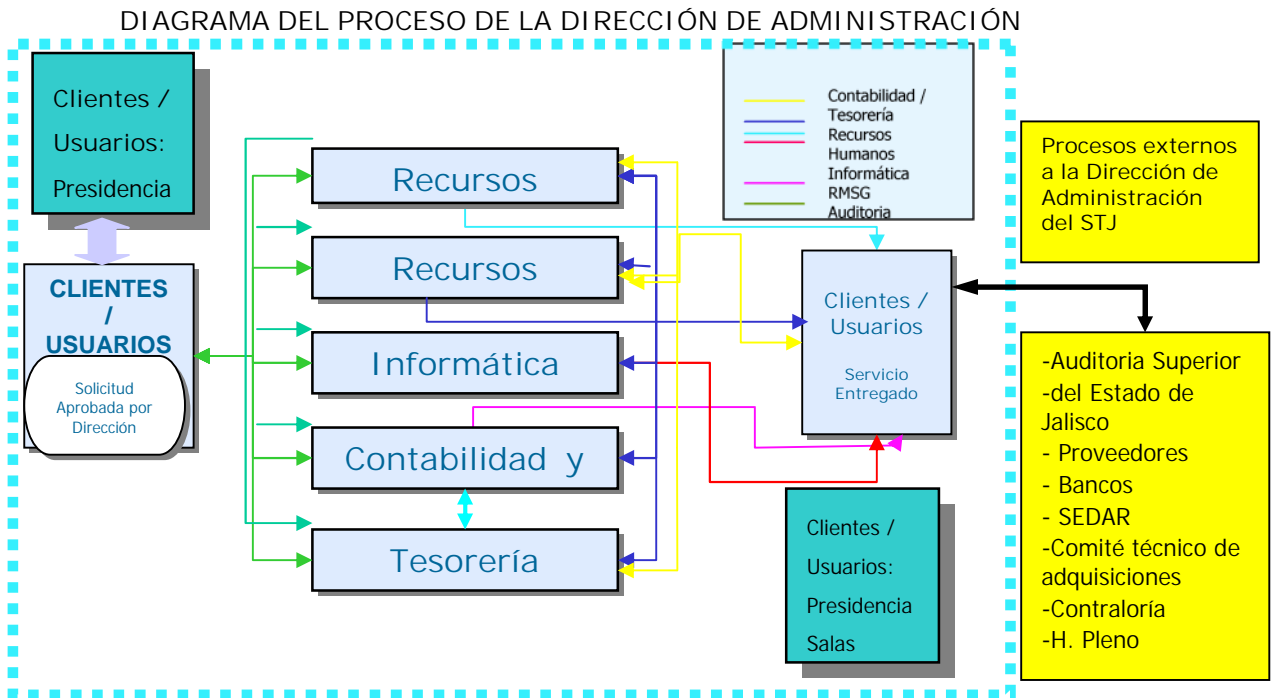 DIAGRAMA DEL PROCESO DE LA DIRECCIÓN DE ADMINISTRACIÓN
Clientes /
Usuarios:
Presidencia
CLIENTES
/
USUARIOS
Solicitud
Aprobada por
Dirección
Recursos
Recursos
Informática
Contabilidad y
Tesorería
Contabilidad /
Tesorería
Recursos
Humanos
Informática
RMSG
Auditoria
Clientes /
Usuarios
Servicio
Entregado
Clientes /
Usuarios:
Presidencia
Salas
Procesos externos
a la Dirección de
Administración
del STJ
-Auditoria Superior
-del Estado de
Jalisco
- Proveedores
- Bancos
- SEDAR
-Comité técnico de
adquisiciones
-Contraloría
-H. Pleno